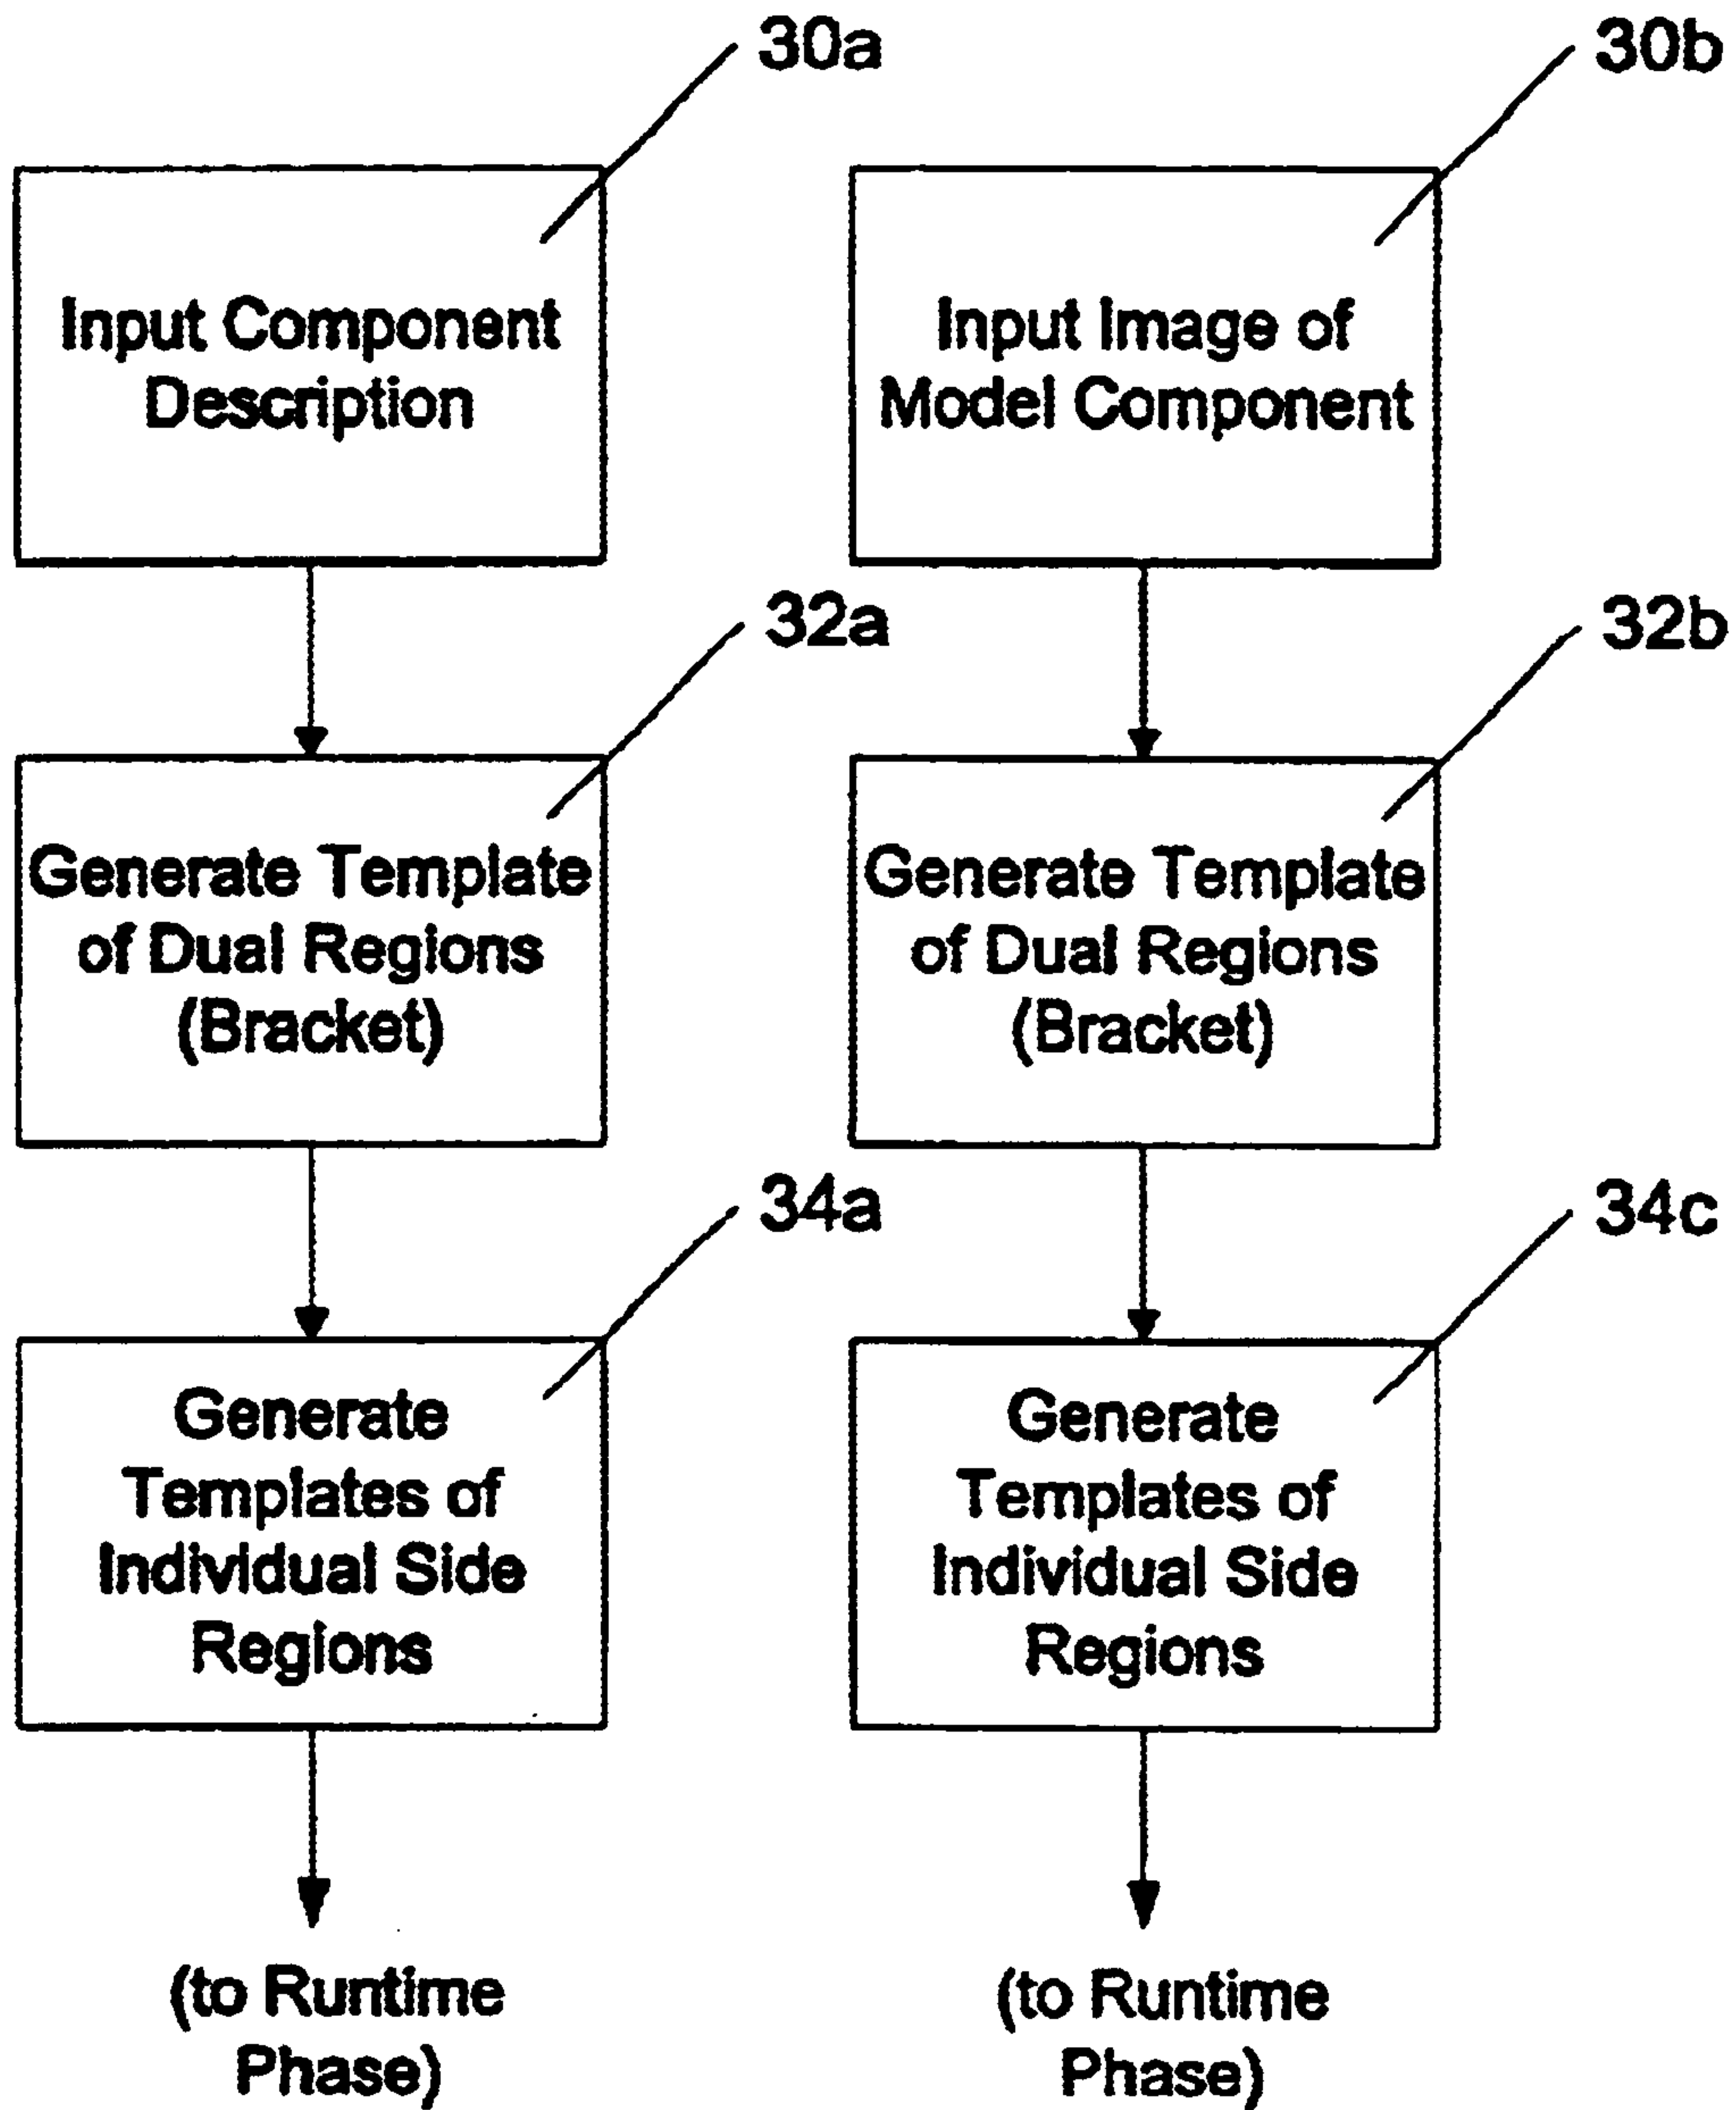 30a
Input Component
Description
32a
Generate Template
of Dual Regions
(Bracket)
34a
Generate
Templates of
Individual Side
Regions
(to Runtime
Phase)
30b
Input Image of
Model Component
32b
Generate Template
of Dual Regions
(Bracket)
34c
Generate
Templates of
Individual Side
Regions
(to Runtime
Phase)